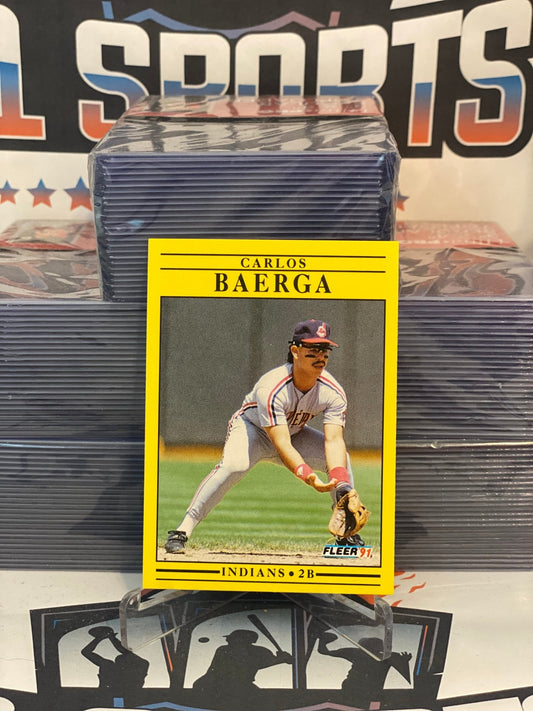 SPORTS
CARLOS
BAERGA
FLEER 91
INDIANS • 2B